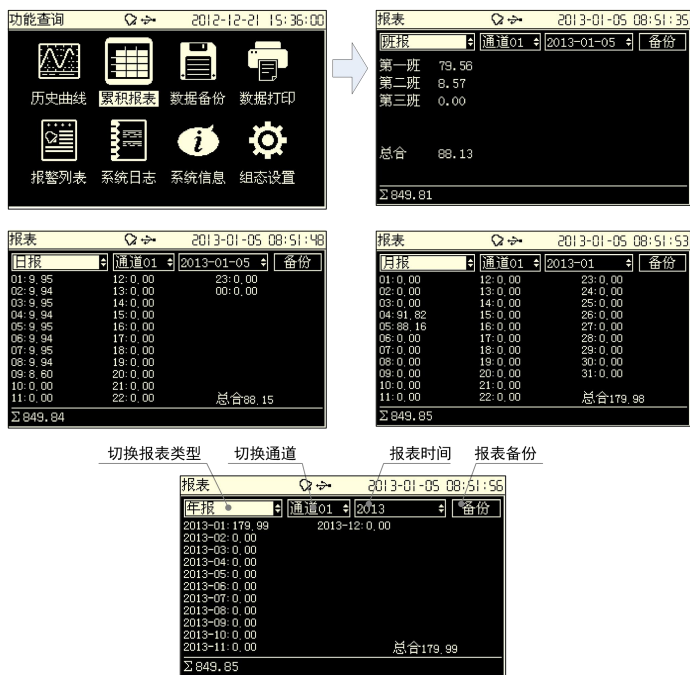 功能查询 2012-12-21 15:36:00
历史曲线 累积报表 数据备份 数据打印
报警列表 系统日志 系统信息 组态设置
报表 2013-01-05 08:51:35
班报 通道01 2013-01-05 备份
第一班 79.56
第二班 8.57
第三班 0.00
总合 88.13
Σ849.81
报表 2013-01-05 08:51:48
日报 通道01 2013-01-05 备份
01:9.95 12:0.00 23:0.00
02:9.94 13:0.00 00:0.00
03:9.95 14:0.00
04:9.94 15:0.00
05:9.95 16:0.00
06:9.94 17:0.00
07:9.95 18:0.00
08:9.94 19:0.00
09:8.60 20:0.00
10:0.00 21:0.00
11:0.00 22:0.00 总合88.15
Σ849.84
报表 2013-01-05 08:51:53
月报 通道01 2013-01 备份
01:0.00 12:0.00 23:0.00
02:0.00 13:0.00 24:0.00
03:0.00 14:0.00 25:0.00
04:91.82 15:0.00 26:0.00
05:88.16 16:0.00 27:0.00
06:0.00 17:0.00 28:0.00
07:0.00 18:0.00 29:0.00
08:0.00 19:0.00 30:0.00
09:0.00 20:0.00 31:0.00
10:0.00 21:0.00
11:0.00 22:0.00 总合179.98
Σ849.85
切换报表类型 切换通道 报表时间 报表备份
报表 2013-01-05 08:51:56
年报 通道01 2013 备份
2013-01:179.99 2013-12:0.00
2013-02:0.00
2013-03:0.00
2013-04:0.00
2013-05:0.00
2013-06:0.00
2013-07:0.00
2013-08:0.00
2013-09:0.00
2013-10:0.00
2013-11:0.00 总合179.99
Σ849.85